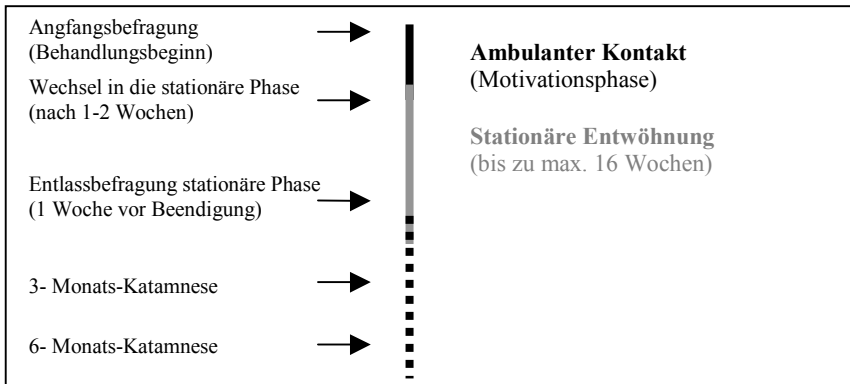 Angfangsbefragung
(Behandlungsbeginn)
Wechsel in die stationäre Phase
(nach 1-2 Wochen)
Entlassbefragung stationäre Phase
(1 Woche vor Beendigung)
3- Monats-Katamnese
6- Monats-Katamnese
Ambulanter Kontakt
(Motivationsphase)
Stationäre Entwöhnung
(bis zu max. 16 Wochen)